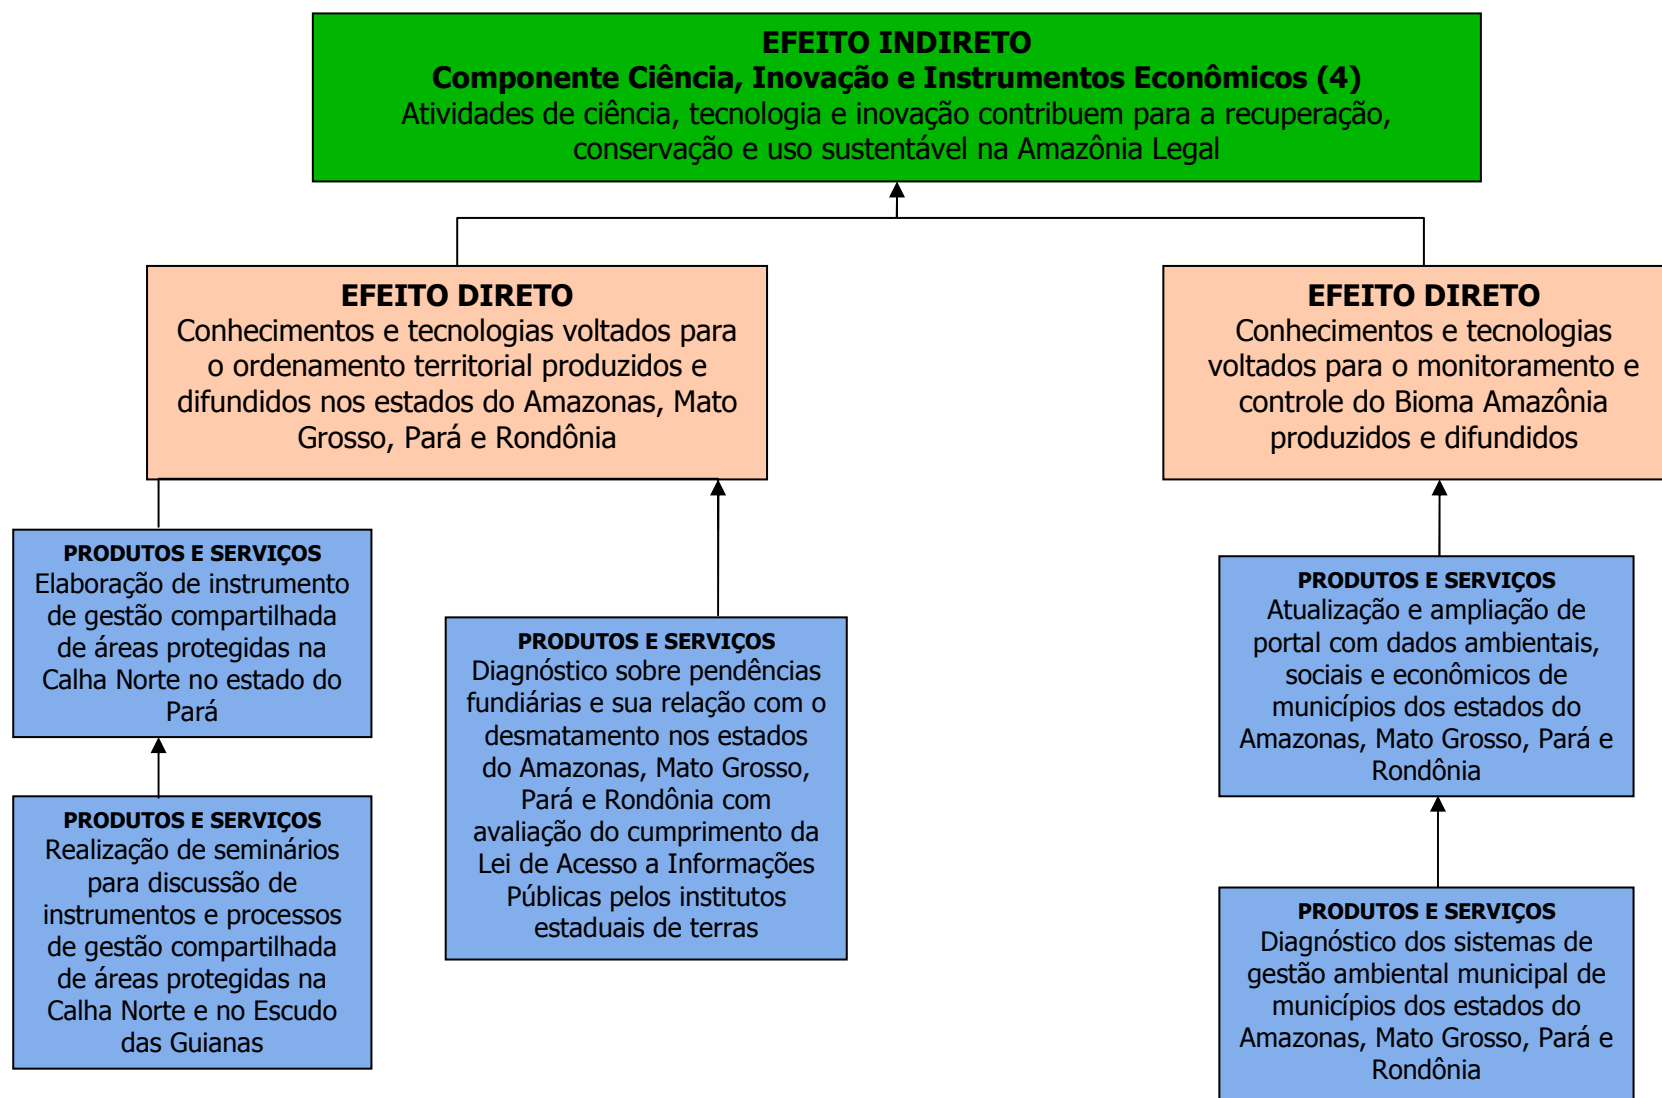 EFEITO INDIRETO
Componente Ciência, Inovação e Instrumentos Econômicos (4)
Atividades de ciência, tecnologia e inovação contribuem para a recuperação,
conservação e uso sustentável na Amazônia Legal
EFEITO DIRETO
Conhecimentos e tecnologias voltados para
o ordenamento territorial produzidos e
difundidos nos estados do Amazonas, Mato
Grosso, Pará e Rondônia
EFEITO DIRETO
Conhecimentos e tecnologias
voltados para o monitoramento e
controle do Bioma Amazônia
produzidos e difundidos
PRODUTOS E SERVIÇOS
Elaboração de instrumento
de gestão compartilhada
de áreas protegidas na
Calha Norte no estado do
Pará
PRODUTOS E SERVIÇOS
Realização de seminários
para discussão de
instrumentos e processos
de gestão compartilhada
de áreas protegidas na
Calha Norte e no Escudo
das Guianas
PRODUTOS E SERVIÇOS
Diagnóstico sobre pendências
fundiárias e sua relação com o
desmatamento nos estados
do Amazonas, Mato Grosso,
Pará e Rondônia com
avaliação do cumprimento da
Lei de Acesso a Informações
Públicas pelos institutos
estaduais de terras
PRODUTOS E SERVIÇOS
Atualização e ampliação de
portal com dados ambientais,
sociais e econômicos de
municípios dos estados do
Amazonas, Mato Grosso, Pará e
Rondônia
PRODUTOS E SERVIÇOS
Diagnóstico dos sistemas de
gestão ambiental municipal de
municípios dos estados do
Amazonas, Mato Grosso, Pará e
Rondônia